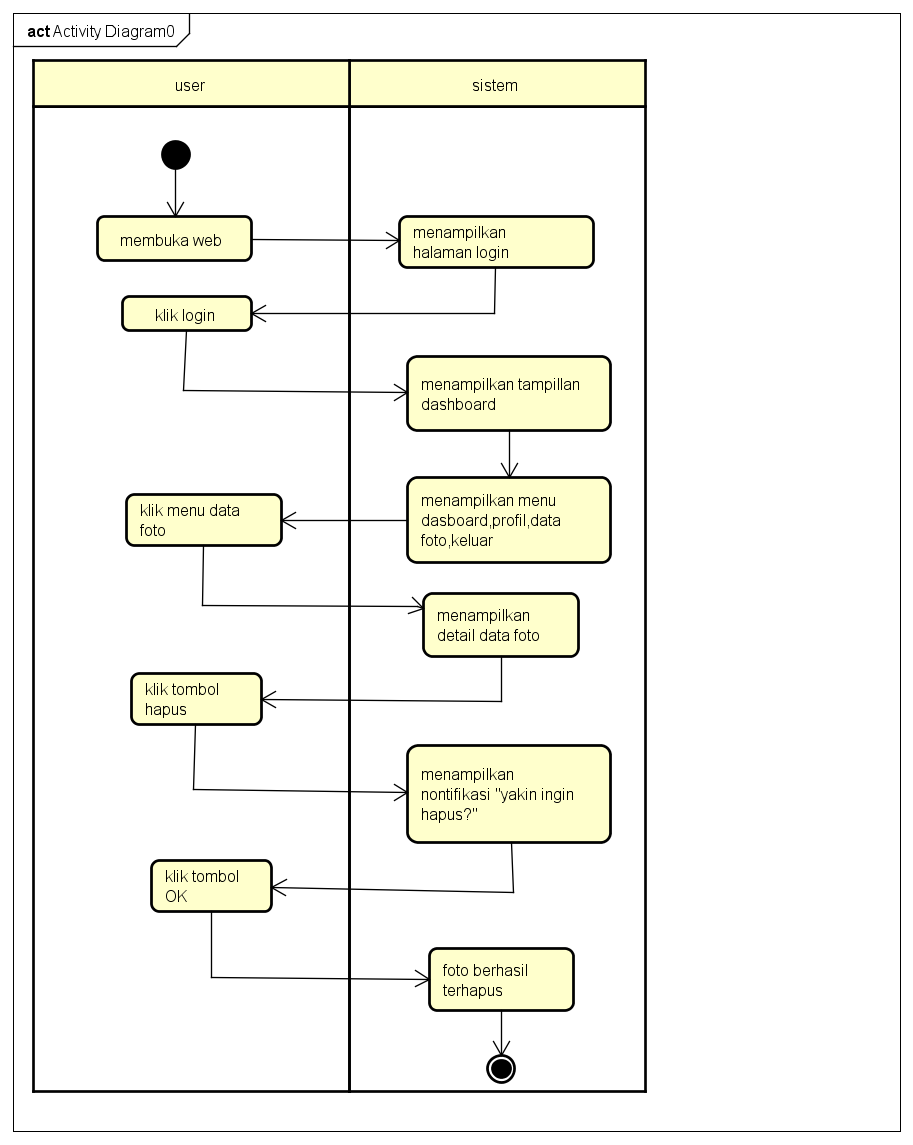 act Activity Diagram0
user
sistem
membuka web
menampilkan
halaman login
klik login
menampilkan tampillan
dashboard
menampilkan menu
dasboard,profil,data
foto,keluar
klik menu data
foto
menampilkan
detail data foto
klik tombol
hapus
menampilkan
nontifikasi "yakin ingin
hapus?"
klik tombol
OK
foto berhasil
terhapus